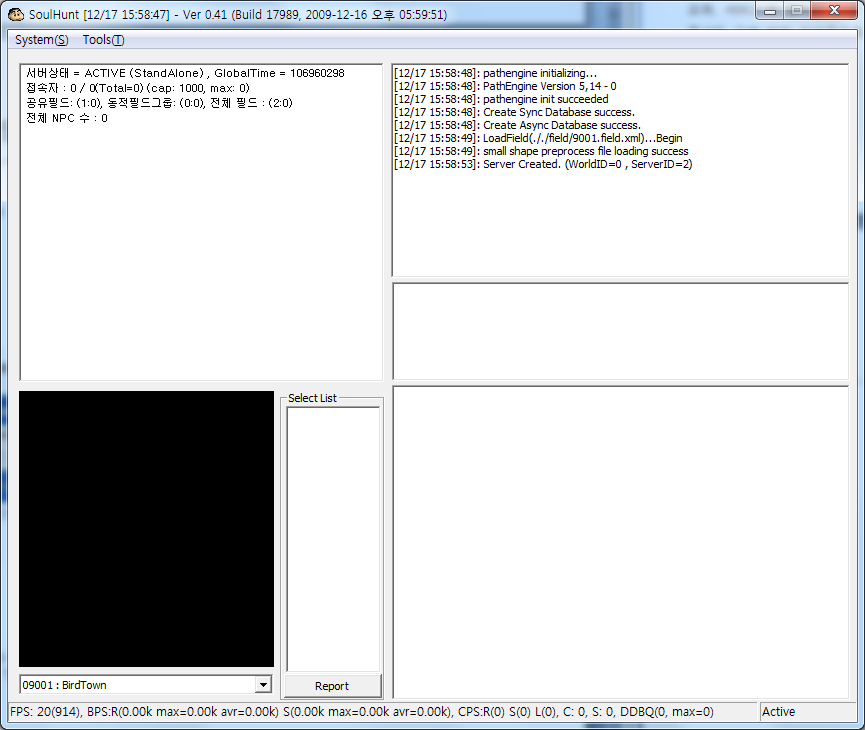 SoulHunt [12/17 15:58:47] - Ver 0.41 (Build 17989, 2009-12-16 오후 05:59:51)
System(S) Tools(T)
서버상태 = ACTIVE (StandAlone) , GlobalTime = 106960298
접속자 : 0 / 0(Total=0) (cap: 1000, max: 0)
공유필드: (1:0), 동적필드그룹: (0:0), 전체 필드 : (2:0)
전체 NPC 수 : 0
[12/17 15:58:48]: pathengine initializing...
[12/17 15:58:48]: PathEngine Version 5,14 - 0
[12/17 15:58:48]: pathengine init succeeded
[12/17 15:58:48]: Create Sync Database success.
[12/17 15:58:48]: Create Async Database success.
[12/17 15:58:49]: LoadField(././field/9001.field.xml)...Begin
[12/17 15:58:49]: small shape preprocess file loading success
[12/17 15:58:53]: Server Created. (WorldID=0 , ServerID=2)
Select List
09001 : BirdTown
Report
FPS: 20(914), BPS:R(0.00k max=0.00k avr=0.00k) S(0.00k max=0.00k avr=0.00k), CPS:R(0) S(0) L(0), C: 0, S: 0, DDBQ(0, max=0)
Active